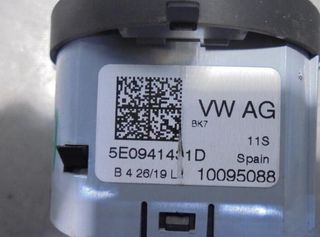 VW AG
BK7
11S
5E0941431D
Spain
B 4 26/19 L
10095088